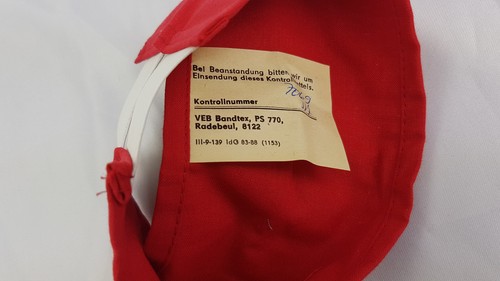 Bei Beanstandung bitten wir um
Einsendung dieses Kontrollzettels.
Kontrollnummer
VEB Bandtex, PS 770,
Radebeul, 8122
III-9-139 IdG 83-88 (1153)